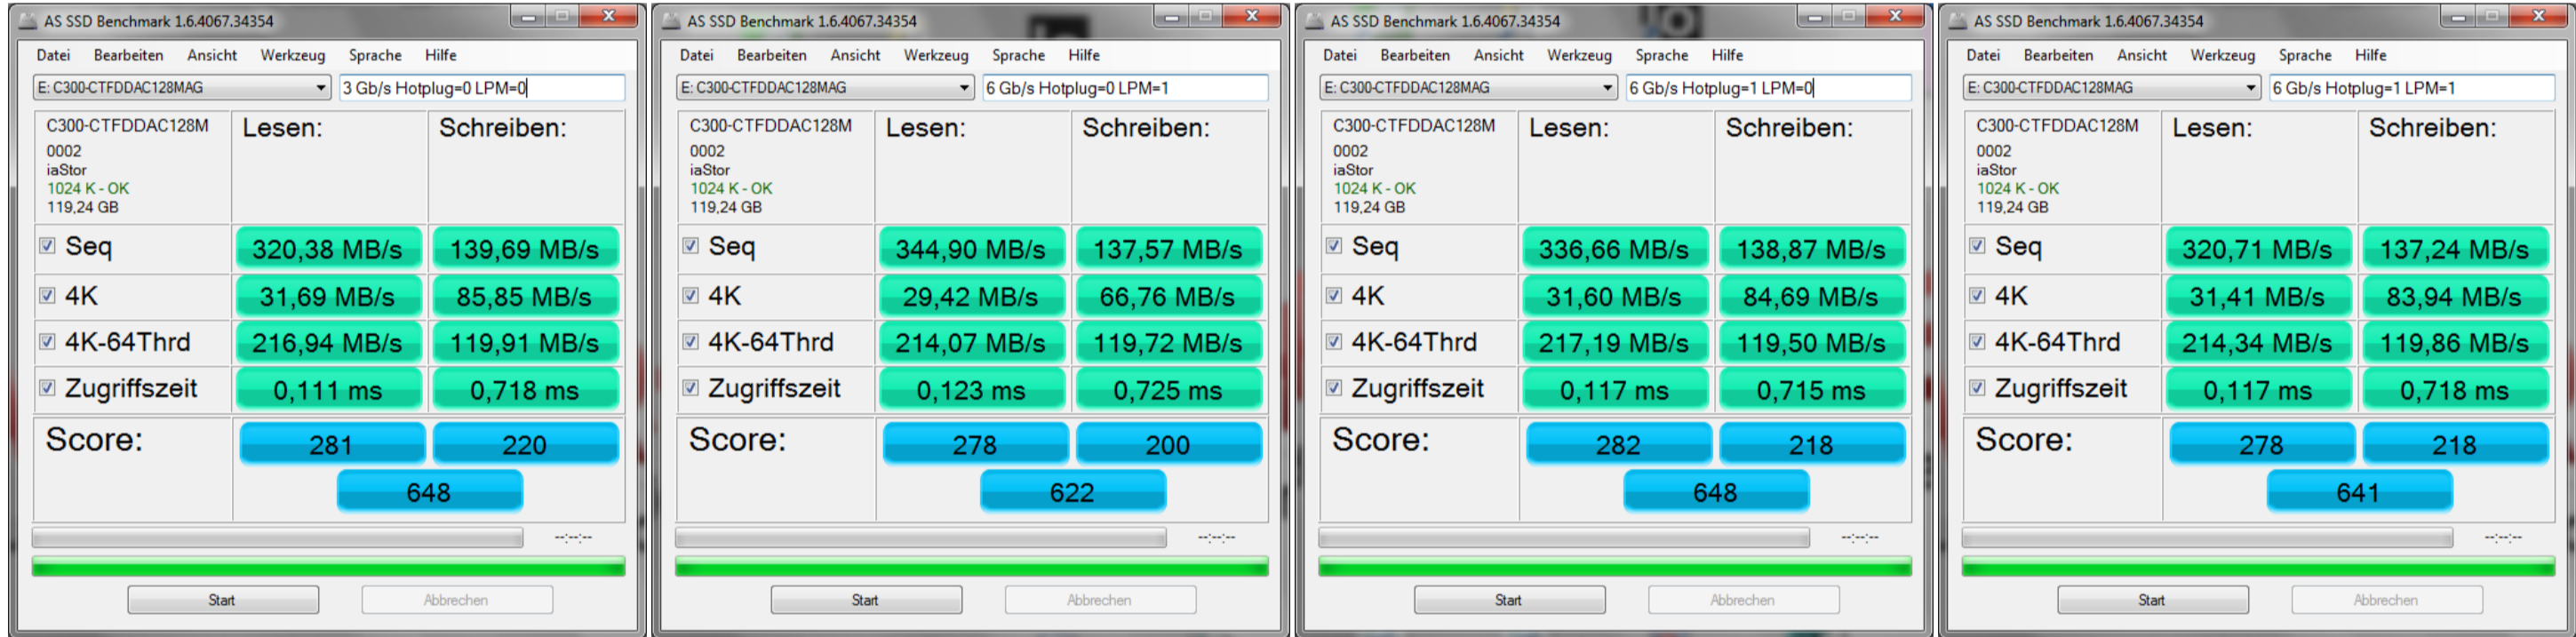 AS SSD Benchmark 1.6.4067.34354
Datei Bearbeiten Ansicht Werkzeug Sprache Hilfe
E: C300-CTFDDAC128MAG 3 Gb/s Hotplug=0 LPM=0
C300-CTFDDAC128M Lesen: Schreiben:
0002
iaStor
1024 K - OK
119,24 GB
Seq 320,38 MB/s 139,69 MB/s
4K 31,69 MB/s 85,85 MB/s
4K-64Thrd 216,94 MB/s 119,91 MB/s
Zugriffszeit 0,111 ms 0,718 ms
Score: 281 220
648
--:--:--
Start Abbrechen
AS SSD Benchmark 1.6.4067.34354
Datei Bearbeiten Ansicht Werkzeug Sprache Hilfe
E: C300-CTFDDAC128MAG 6 Gb/s Hotplug=0 LPM=1
C300-CTFDDAC128M Lesen: Schreiben:
0002
iaStor
1024 K - OK
119,24 GB
Seq 344,90 MB/s 137,57 MB/s
4K 29,42 MB/s 66,76 MB/s
4K-64Thrd 214,07 MB/s 119,72 MB/s
Zugriffszeit 0,123 ms 0,725 ms
Score: 278 200
622
--:--:--
Start Abbrechen
AS SSD Benchmark 1.6.4067.34354
Datei Bearbeiten Ansicht Werkzeug Sprache Hilfe
E: C300-CTFDDAC128MAG 6 Gb/s Hotplug=1 LPM=0
C300-CTFDDAC128M Lesen: Schreiben:
0002
iaStor
1024 K - OK
119,24 GB
Seq 336,66 MB/s 138,87 MB/s
4K 31,60 MB/s 84,69 MB/s
4K-64Thrd 217,19 MB/s 119,50 MB/s
Zugriffszeit 0,117 ms 0,715 ms
Score: 282 218
648
--:--:--
Start Abbrechen
AS SSD Benchmark 1.6.4067.34354
Datei Bearbeiten Ansicht Werkzeug Sprache Hilfe
E: C300-CTFDDAC128MAG 6 Gb/s Hotplug=1 LPM=1
C300-CTFDDAC128M Lesen: Schreiben:
0002
iaStor
1024 K - OK
119,24 GB
Seq 320,71 MB/s 137,24 MB/s
4K 31,41 MB/s 83,94 MB/s
4K-64Thrd 214,34 MB/s 119,86 MB/s
Zugriffszeit 0,117 ms 0,718 ms
Score: 278 218
641
--:--:--
Start Abbrechen